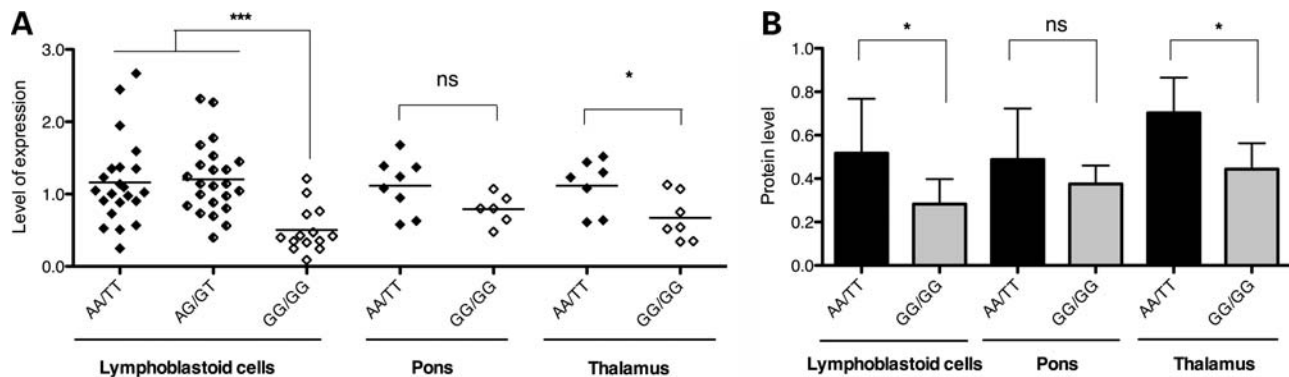 A
***
3.0
2.0
1.0
0.0
Level of expression
ns
*
AA/TT
AG/GT
GG/GG
AA/TT
GG/GG
AA/TT
GG/GG
Lymphoblastoid cells
Pons
Thalamus
B
*
ns
*
1.0
0.8
0.6
0.4
0.2
0.0
Protein level
AA/TT
GG/GG
AA/TT
GG/GG
AA/TT
GG/GG
Lymphoblastoid cells
Pons
Thalamus